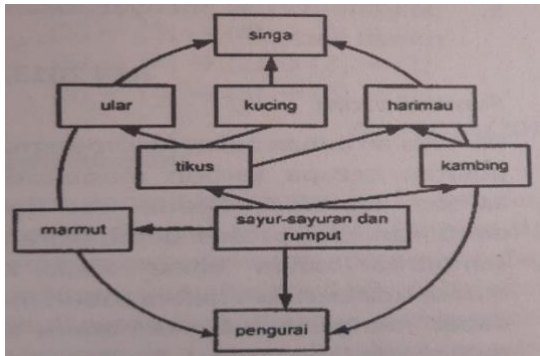 singa
ular
kucing
harimau
tikus
kambing
marmut
sayur-sayuran dan
rumput
pengurai